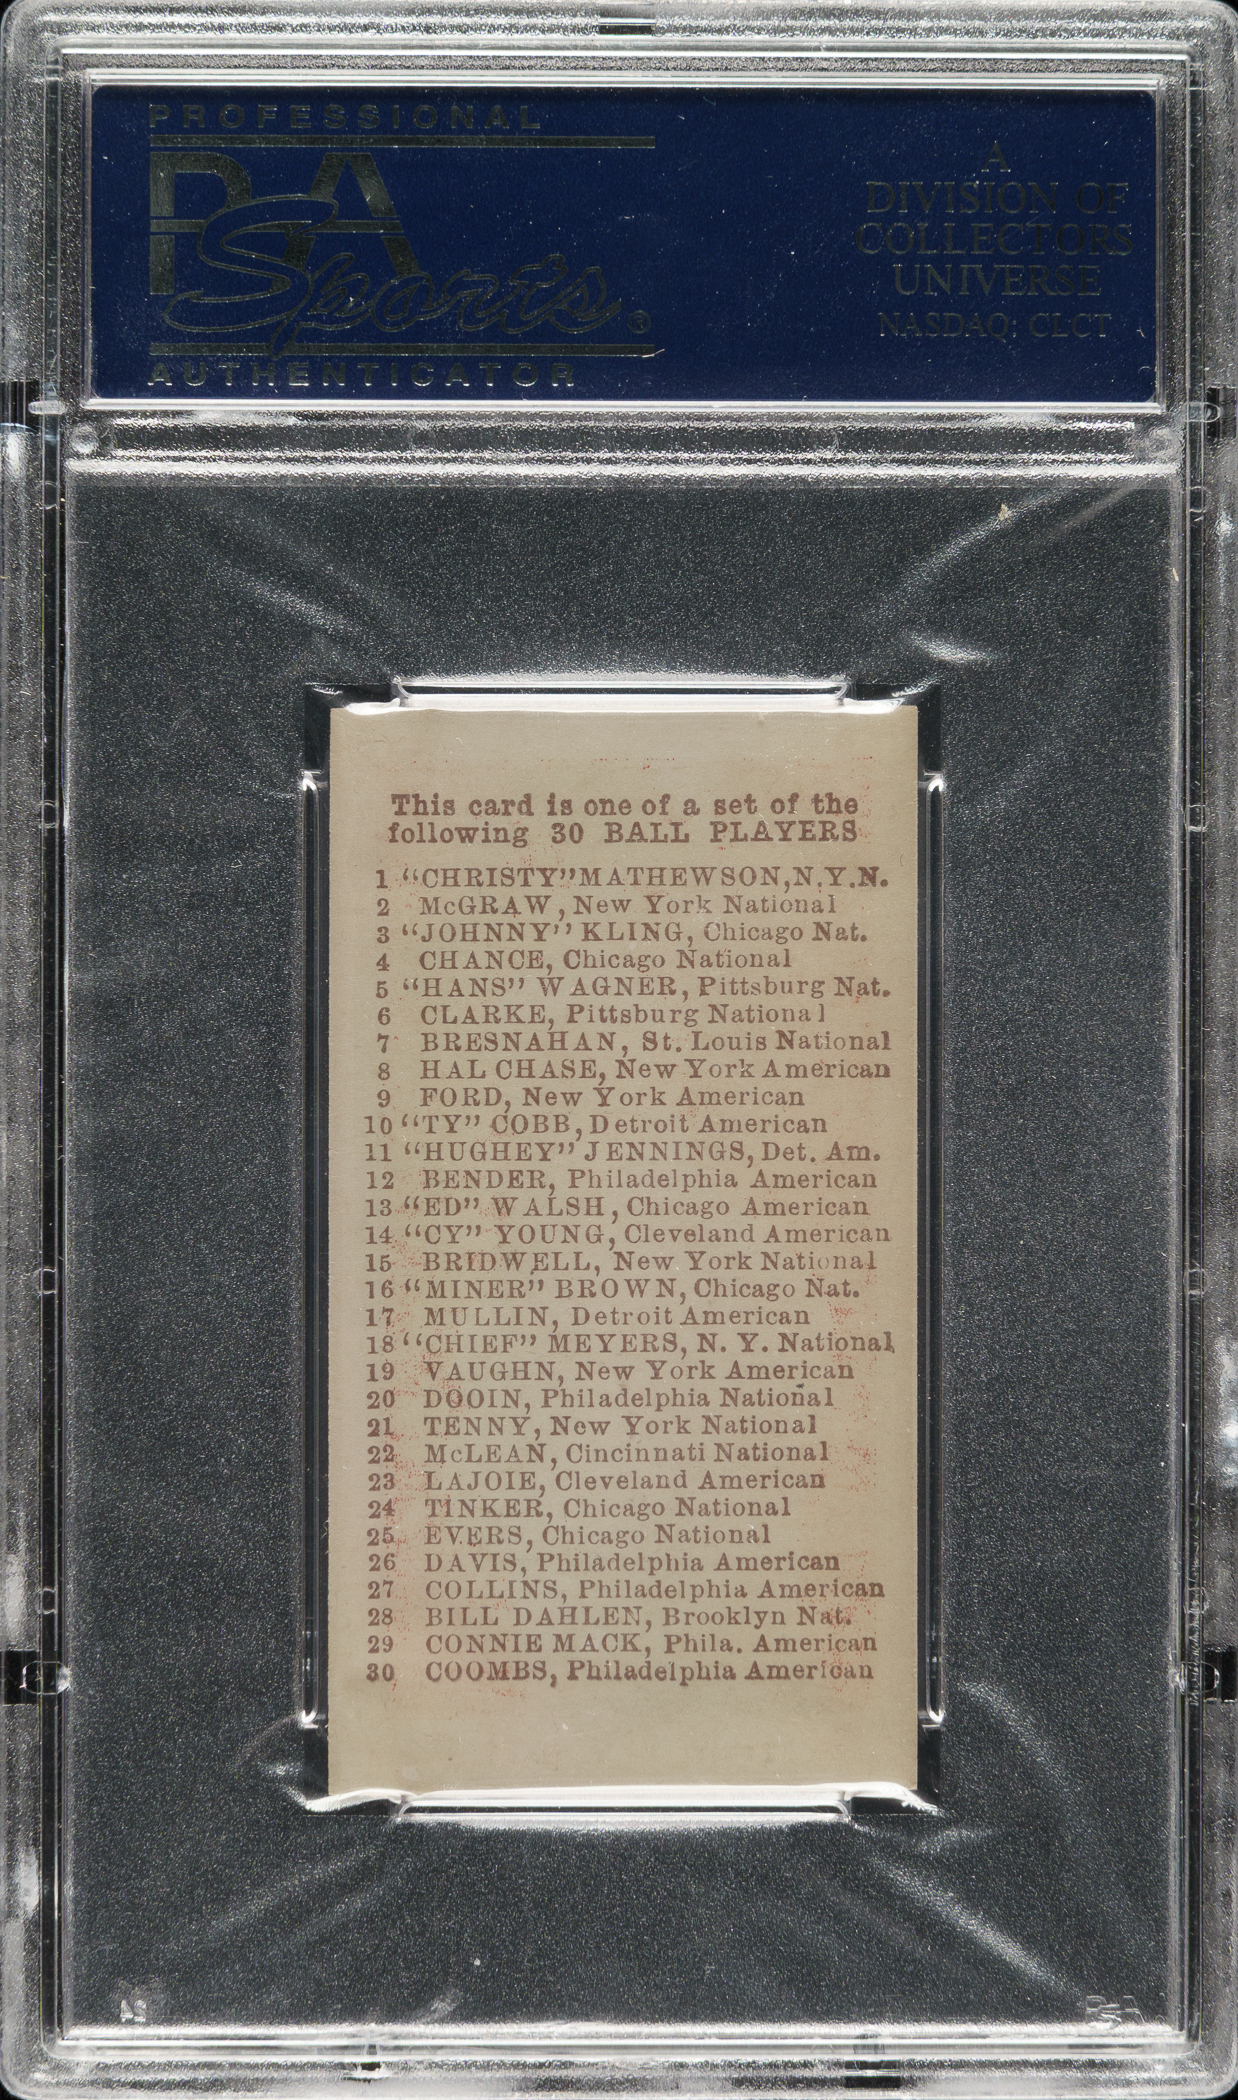 PROFESSIONAL
PSA
Sports®
AUTHENTICATOR
A
DIVISION OF
COLLECTORS
UNIVERSE
NASDAQ: CLCT
This card is one of a set of the
following 30 BALL PLAYERS
1 "CHRISTY" MATHEWSON, N.Y.N.
2 McGRAW, New York National
3 "JOHNNY" KLING, Chicago Nat.
4 CHANCE, Chicago National
5 "HANS" WAGNER, Pittsburg Nat.
6 CLARKE, Pittsburg National
7 BRESNAHAN, St. Louis National
8 HAL CHASE, New York American
9 FORD, New York American
10 "TY" COBB, Detroit American
11 "HUGHEY" JENNINGS, Det. Am.
12 BENDER, Philadelphia American
13 "ED" WALSH, Chicago American
14 "CY" YOUNG, Cleveland American
15 BRIDWELL, New York National
16 "MINER" BROWN, Chicago Nat.
17 MULLIN, Detroit American
18 "CHIEF" MEYERS, N. Y. National
19 VAUGHN, New York American
20 DOOIN, Philadelphia National
21 TENNY, New York National
22 McLEAN, Cincinnati National
23 LAJOIE, Cleveland American
24 TINKER, Chicago National
25 EVERS, Chicago National
26 DAVIS, Philadelphia American
27 COLLINS, Philadelphia American
28 BILL DAHLEN, Brooklyn Nat.
29 CONNIE MACK, Phila. American
30 COOMBS, Philadelphia American
PSA